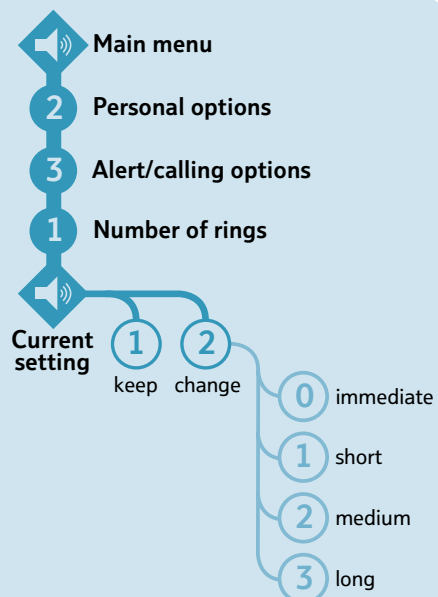 Main menu
2 Personal options
3 Alert/calling options
1 Number of rings
Current
setting
1 2
keep change
0 immediate
1 short
2 medium
3 long